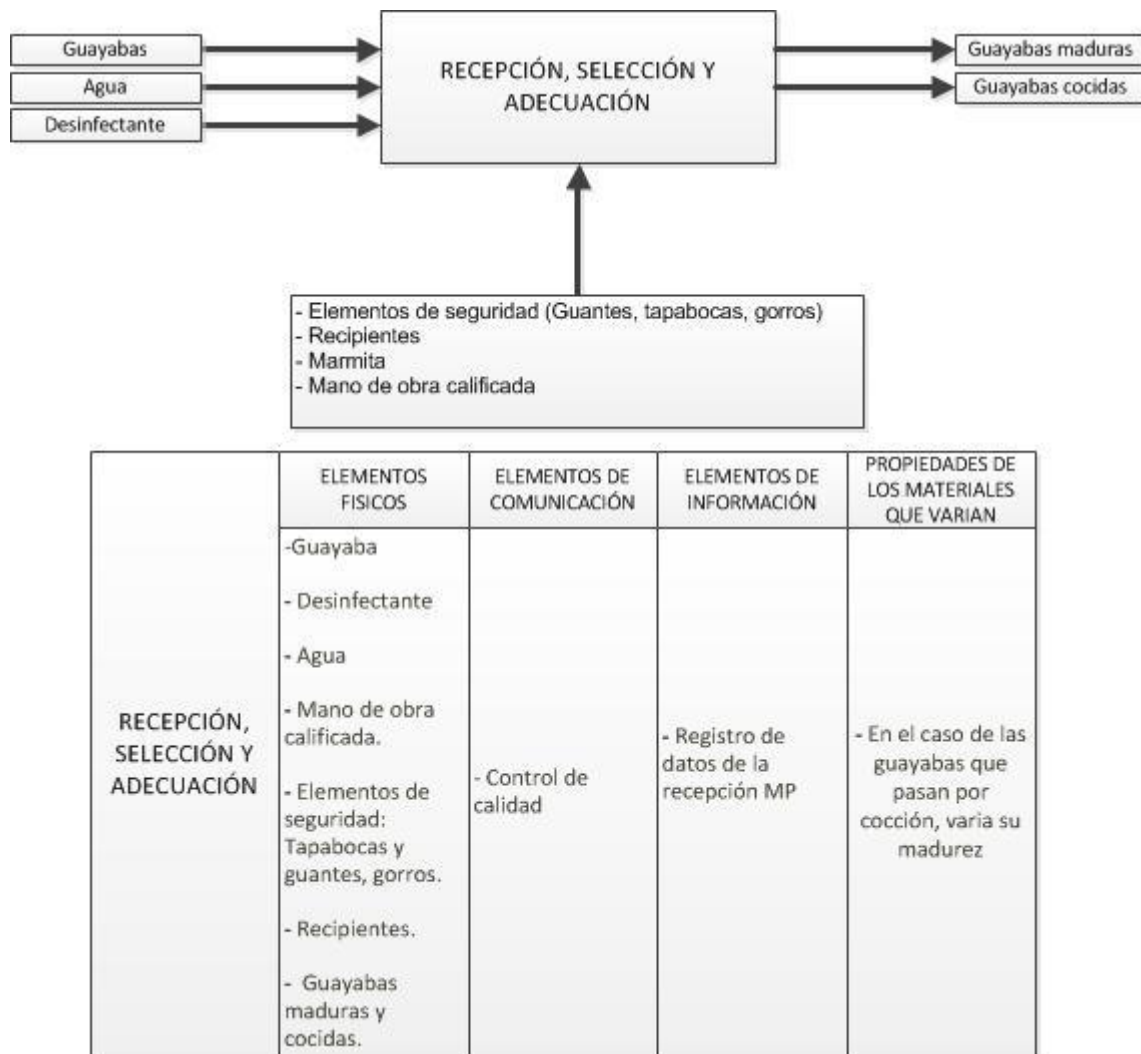 Guayabas
Agua
Desinfectante
RECEPCIÓN, SELECCIÓN Y
ADECUACIÓN
Guayabas maduras
Guayabas cocidas
- Elementos de seguridad (Guantes, tapabocas, gorros)
- Recipientes
- Marmita
- Mano de obra calificada
RECEPCIÓN,
SELECCIÓN Y
ADECUACIÓN
ELEMENTOS
FISICOS
-Guayaba
- Desinfectante
- Agua
- Mano de obra
calificada.
- Elementos de
seguridad:
Tapabocas y
guantes, gorros.
- Recipientes.
- Guayabas
maduras y
cocidas.
ELEMENTOS DE
COMUNICACIÓN
- Control de
calidad
ELEMENTOS DE
INFORMACIÓN
- Registro de
datos de la
recepción MP
PROPIEDADES DE
LOS MATERIALES
QUE VARIAN
- En el caso de las
guayabas que
pasan por
cocción, varia su
madurez